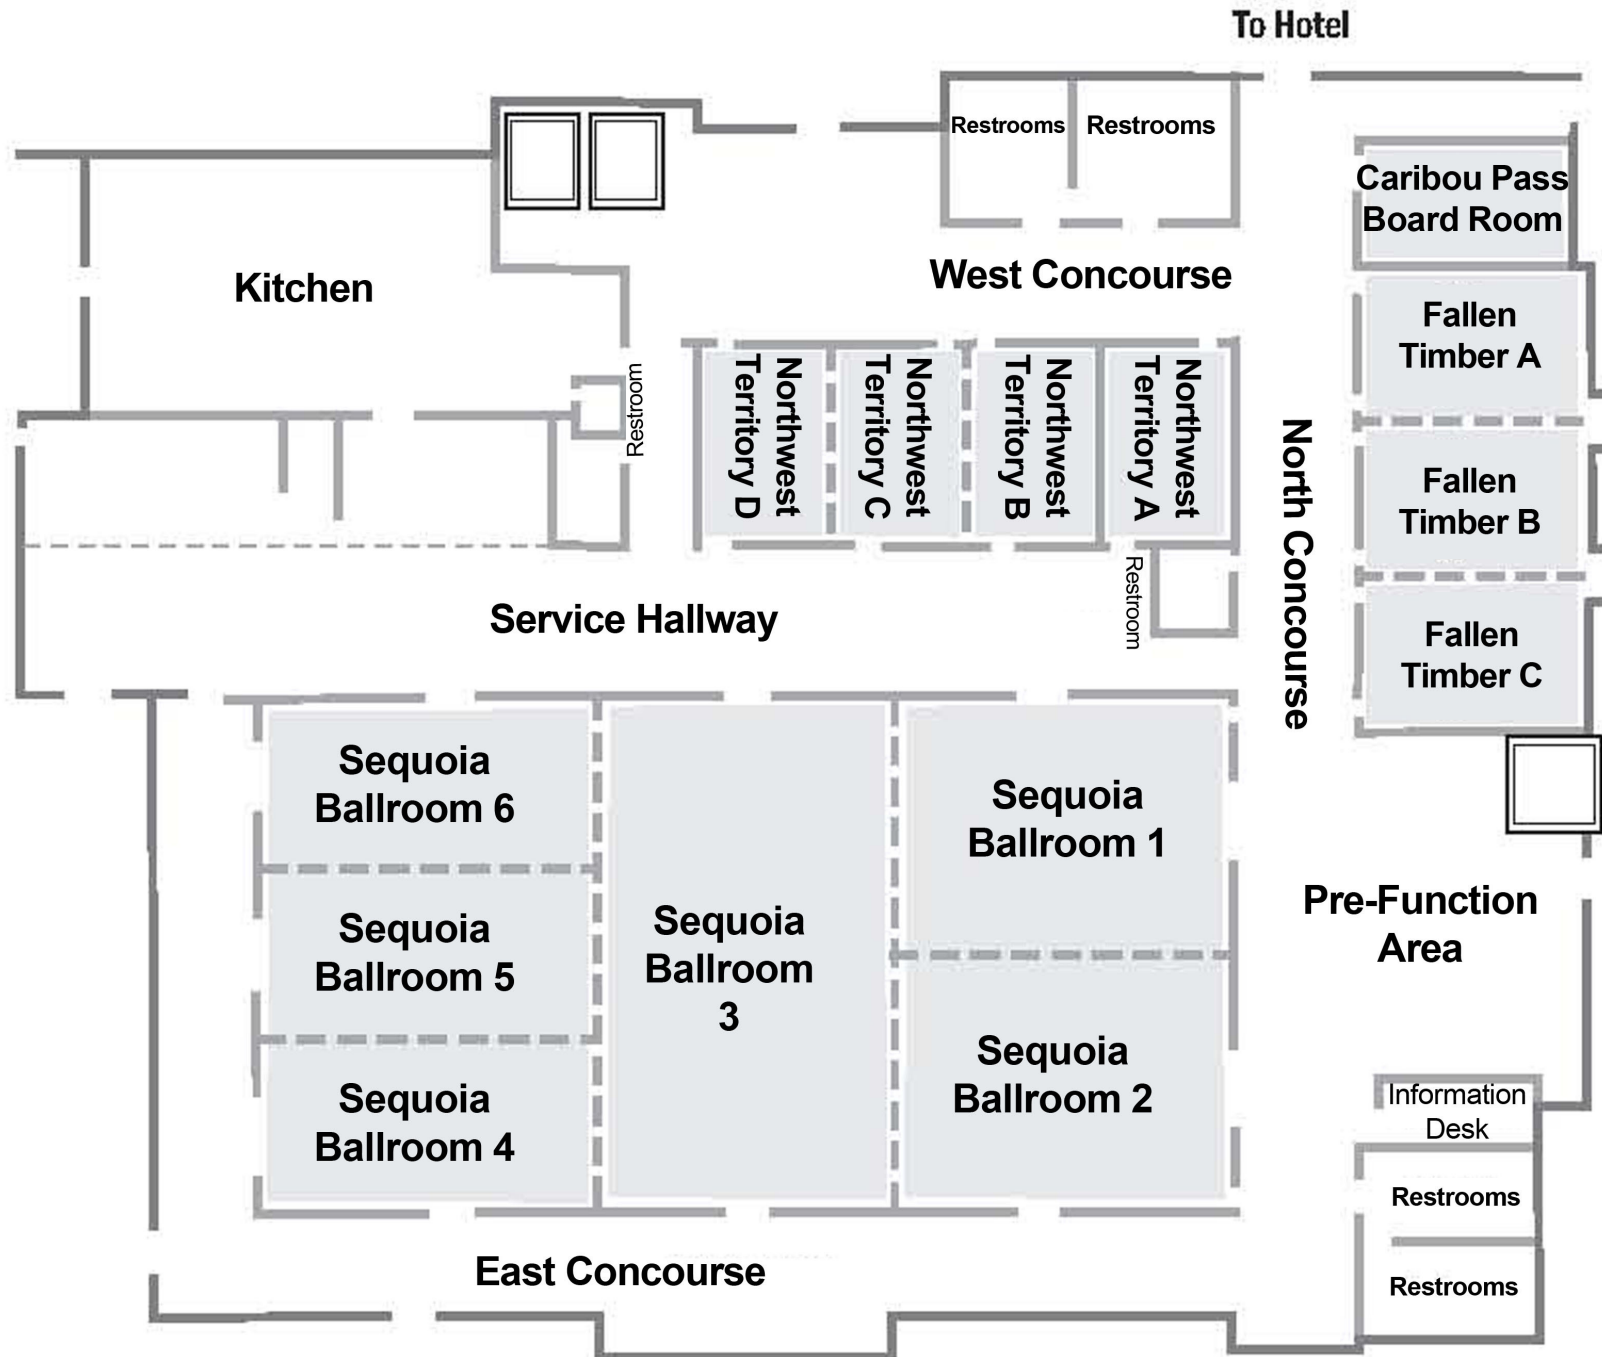 To Hotel
Restrooms
Restrooms
Caribou Pass
Board Room
West Concourse
Kitchen
Fallen
Timber A
Northwest
Territory D
Northwest
Territory C
Northwest
Territory B
Northwest
Territory A
Restroom
North Concourse
Fallen
Timber B
Restroom
Service Hallway
Fallen
Timber C
Sequoia
Ballroom 6
Sequoia
Ballroom 1
Sequoia
Ballroom 5
Sequoia
Ballroom
3
Pre-Function
Area
Sequoia
Ballroom 4
Sequoia
Ballroom 2
Information
Desk
Restrooms
Restrooms
East Concourse